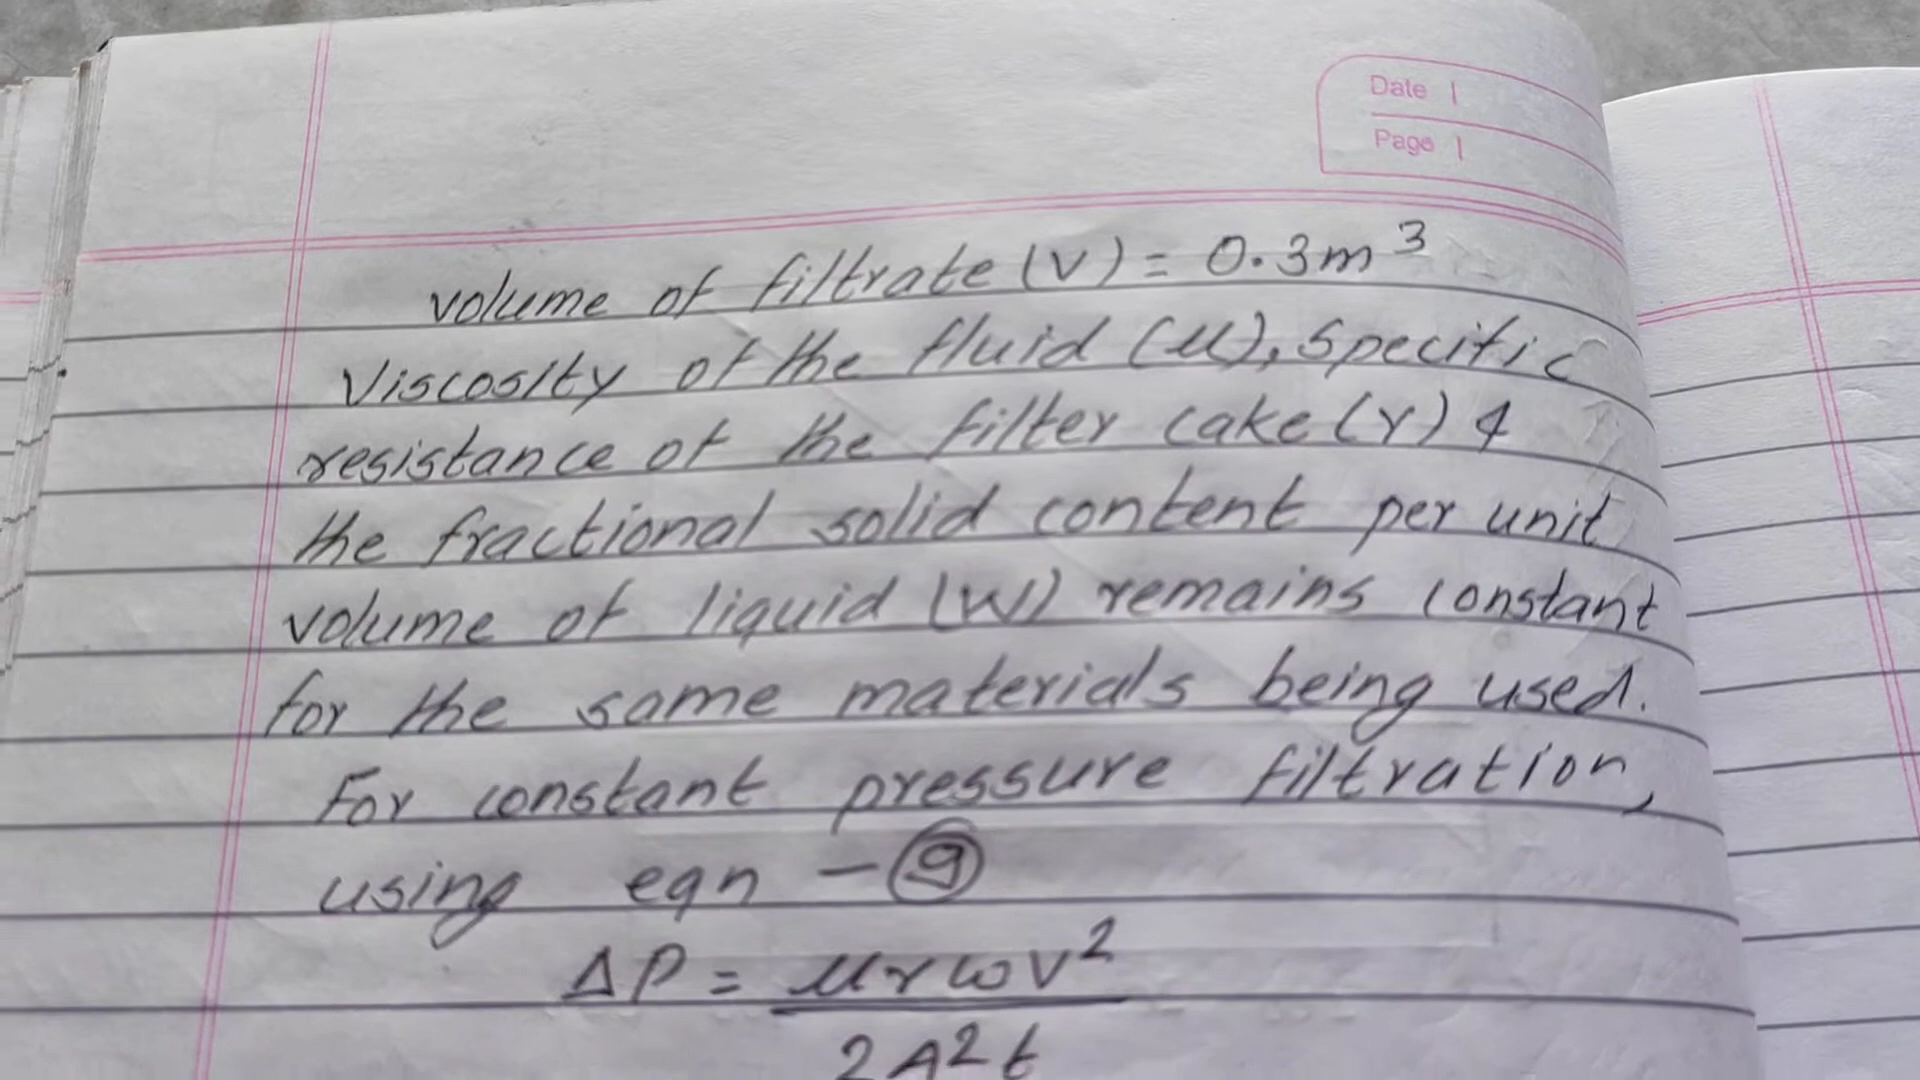 Date
Page
volume of filtrate (V) = 0.3m³
Viscosity of the fluid (μ), specific
resistance of the filter cake (r) &
the fractional solid content per unit
volume of liquid (W) remains constant
for the same materials being used.
For constant pressure filtration,
using eqn - ⑨
ΔP = μrωv²
2A²t